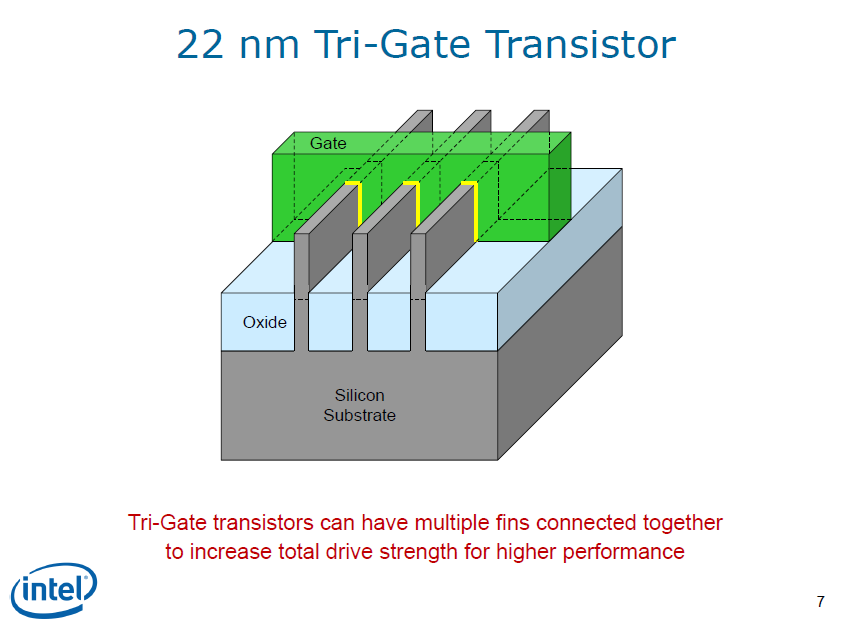 22 nm Tri-Gate Transistor
Gate
Oxide
Silicon
Substrate
Tri-Gate transistors can have multiple fins connected together
to increase total drive strength for higher performance
intel®
7